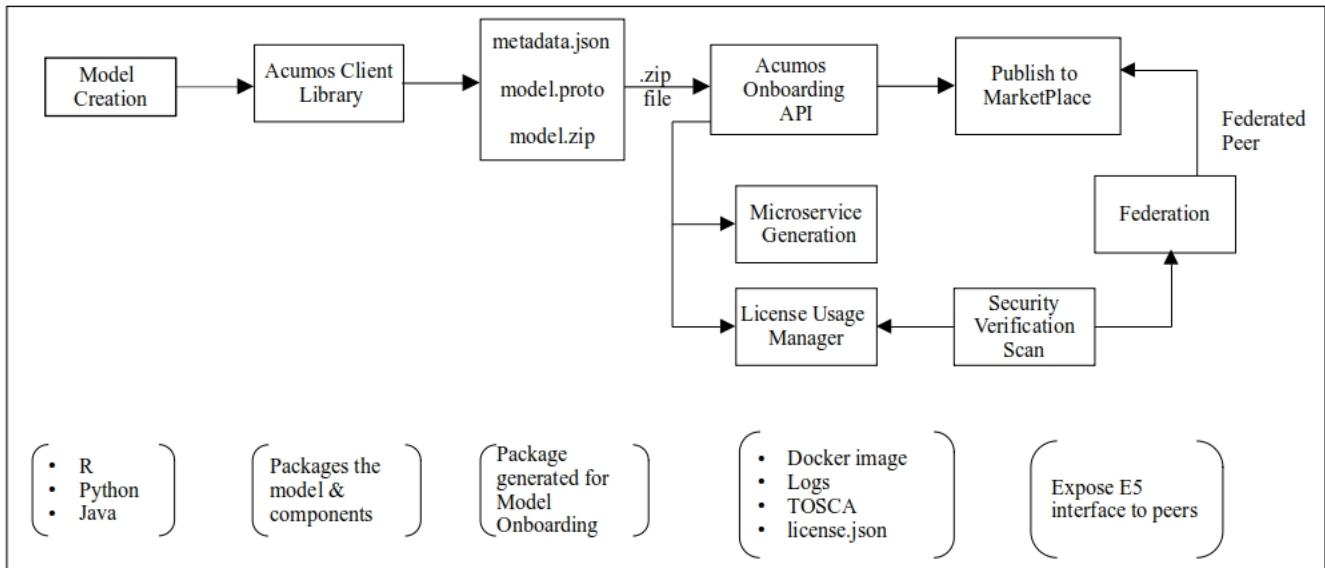 Model
Creation
Acumos Client
Library
metadata.json
model.proto
model.zip
.zip
file
Acumos
Onboarding
API
Publish to
MarketPlace
Federated
Peer
Microservice
Generation
Federation
License Usage
Manager
Security
Verification
Scan
• R
• Python
• Java
Packages the
model &
components
Package
generated for
Model
Onboarding
• Docker image
• Logs
• TOSCA
• license.json
Expose E5
interface to peers